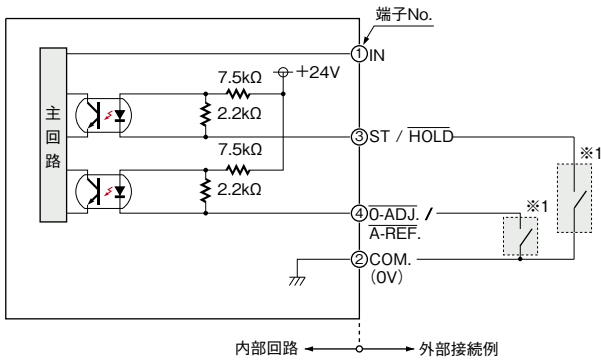 端子No.
①IN
7.5kΩ
+24V
2.2kΩ
主回路
③ST / HOLD
※1
7.5kΩ
2.2kΩ
※1
④0-ADJ. /
A-REF.
②COM.
(0V)
内部回路
外部接続例